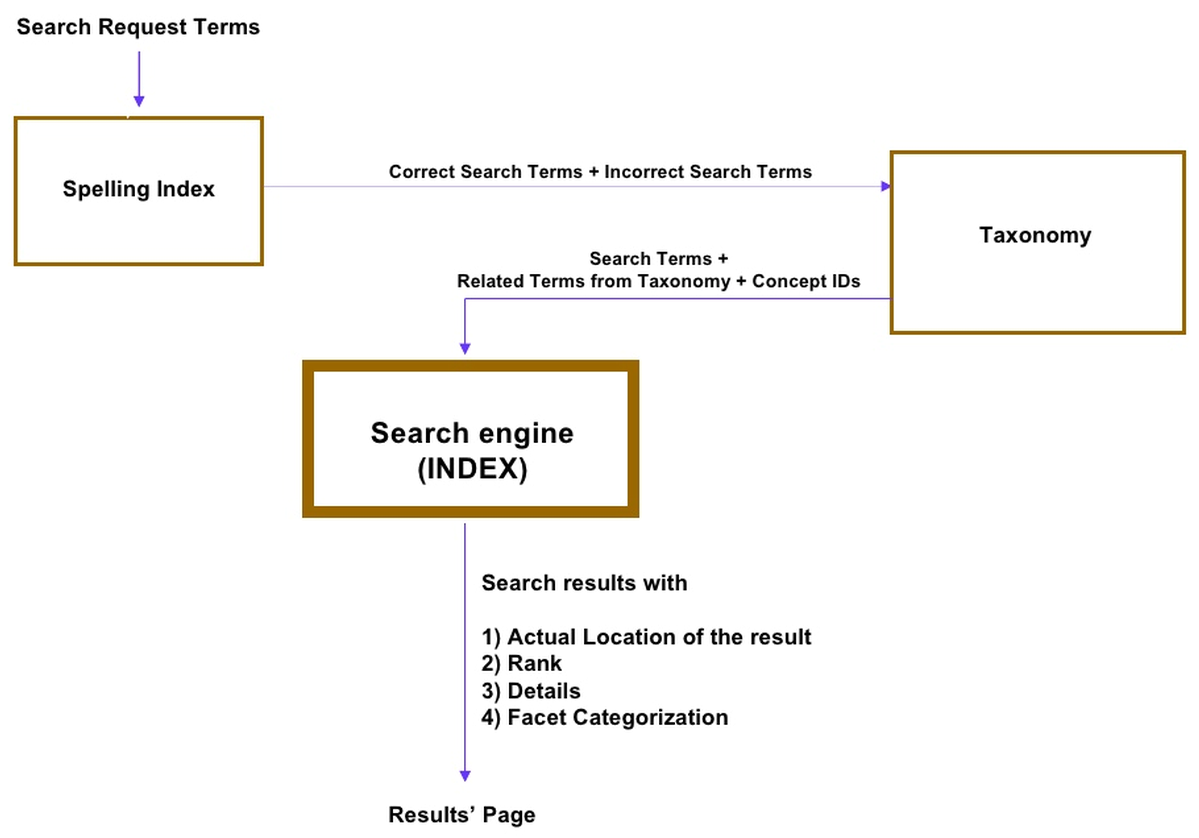 Search Request Terms
Spelling Index
Correct Search Terms + Incorrect Search Terms
Taxonomy
Search Terms +
Related Terms from Taxonomy + Concept IDs
Search engine
(INDEX)
Search results with
1) Actual Location of the result
2) Rank
3) Details
4) Facet Categorization
Results’ Page